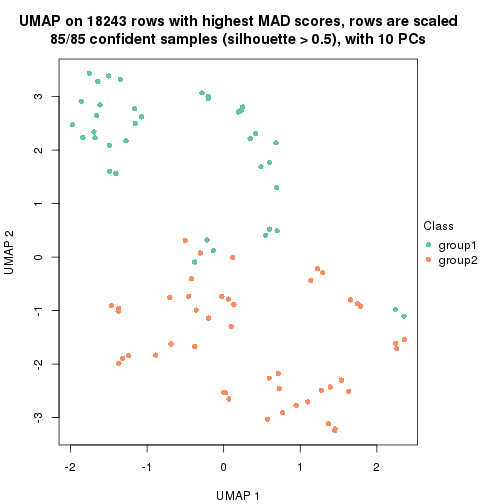 UMAP on 18243 rows with highest MAD scores, rows are scaled
85/85 confident samples (silhouette > 0.5), with 10 PCs
3
2
1
0
-1
-2
-3
UMAP 2
-2
-1
0
1
2
UMAP 1
Class
group1
group2